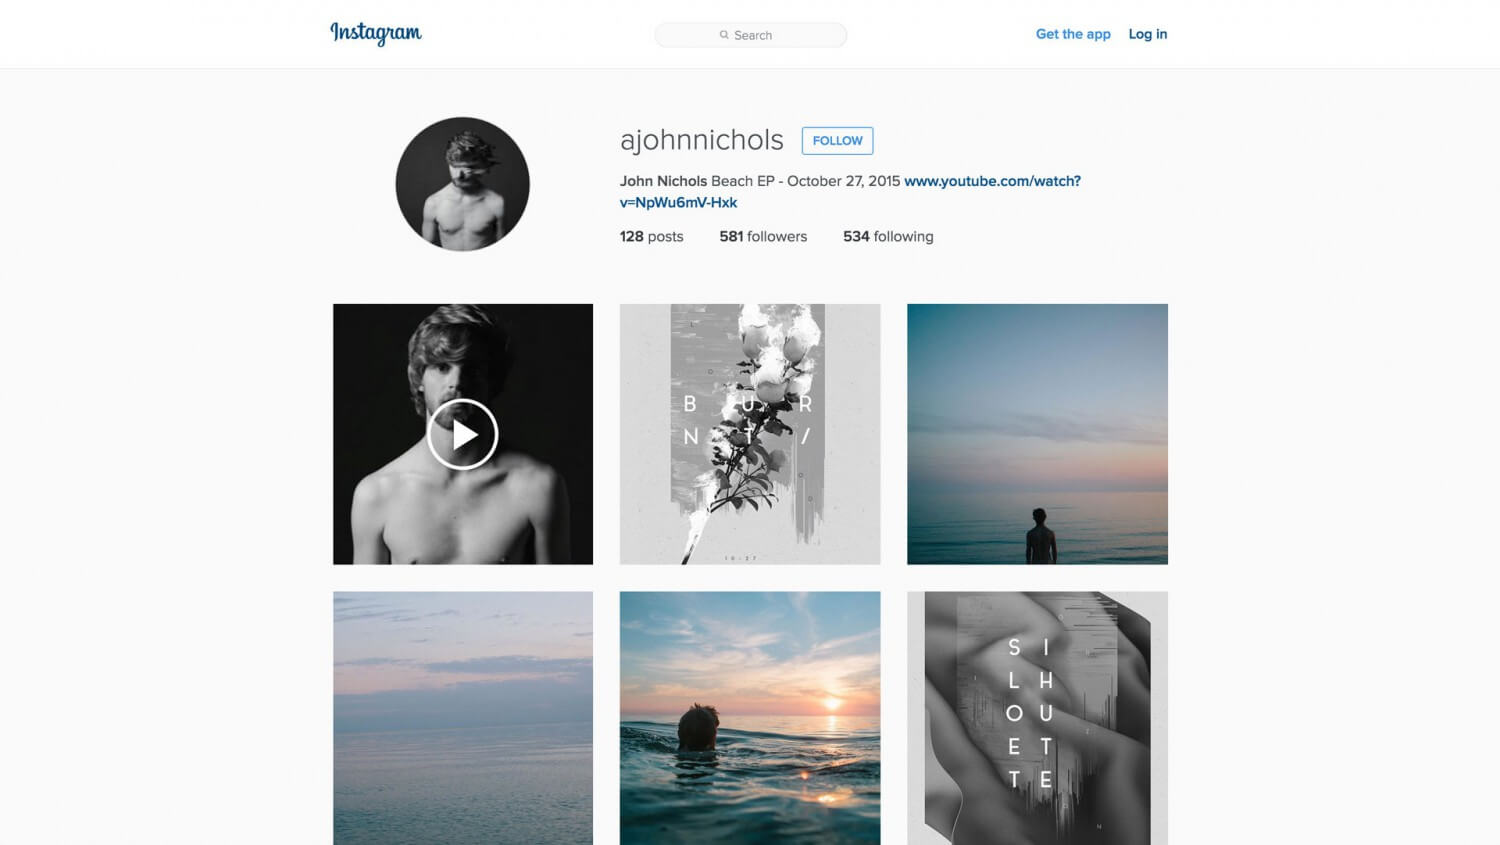 Instagram
Search
Get the app
Log in
ajohnnichols
FOLLOW
John Nichols Beach EP - October 27, 2015 www.youtube.com/watch?
v=NpWu6mV-Hxk
128 posts 581 followers 534 following
B U R
N T /
10-27
S I
L H
O U
E T
T E